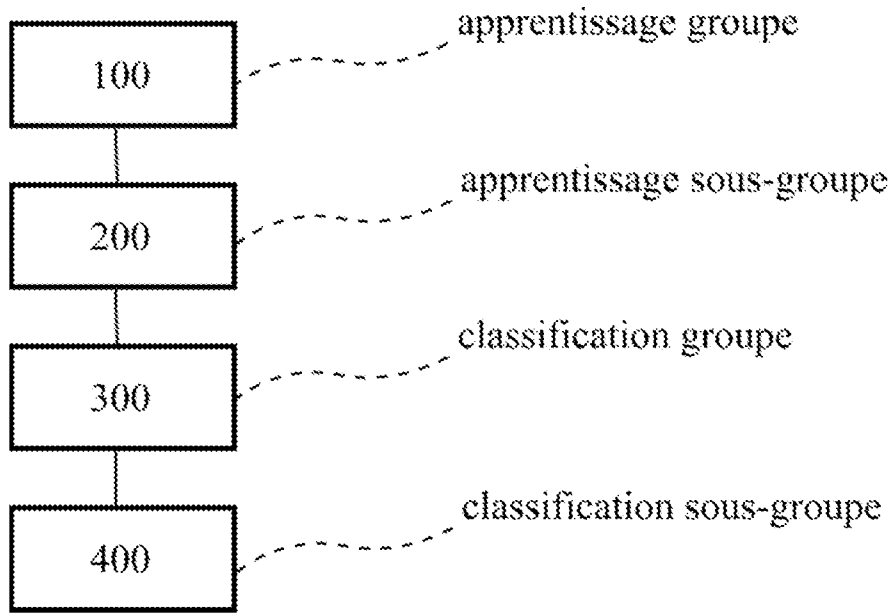 apprentissage groupe
100
apprentissage sous-groupe
200
classification groupe
300
classification sous-groupe
400